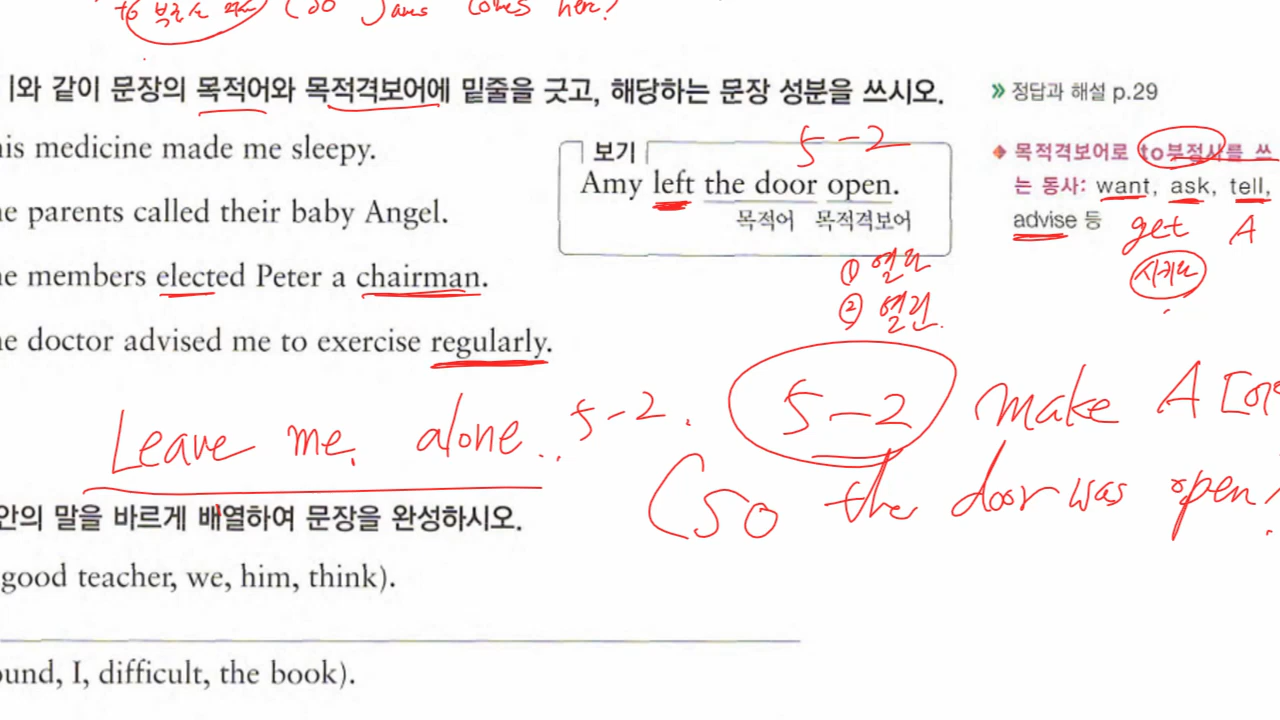 to 부정사
(so Janes comes here)
I와 같이 문장의 목적어와 목적격보어에 밑줄을 긋고, 해당하는 문장 성분을 쓰시오.
» 정답과 해설 p.29
is medicine made me sleepy.
e parents called their baby Angel.
e members elected Peter a chairman.
e doctor advised me to exercise regularly.
5-2
보기
Amy left the door open.
목적어 목적격보어
① 열다
② 열린.
목적격보어로 to부정사를 쓰
는 동사: want, ask, tell,
advise 등
get A
시키다
Leave me alone.. 5-2.
5-2 make A
(so the door was open
안의 말을 바르게 배열하여 문장을 완성하시오.
good teacher, we, him, think).
ound, I, difficult, the book).